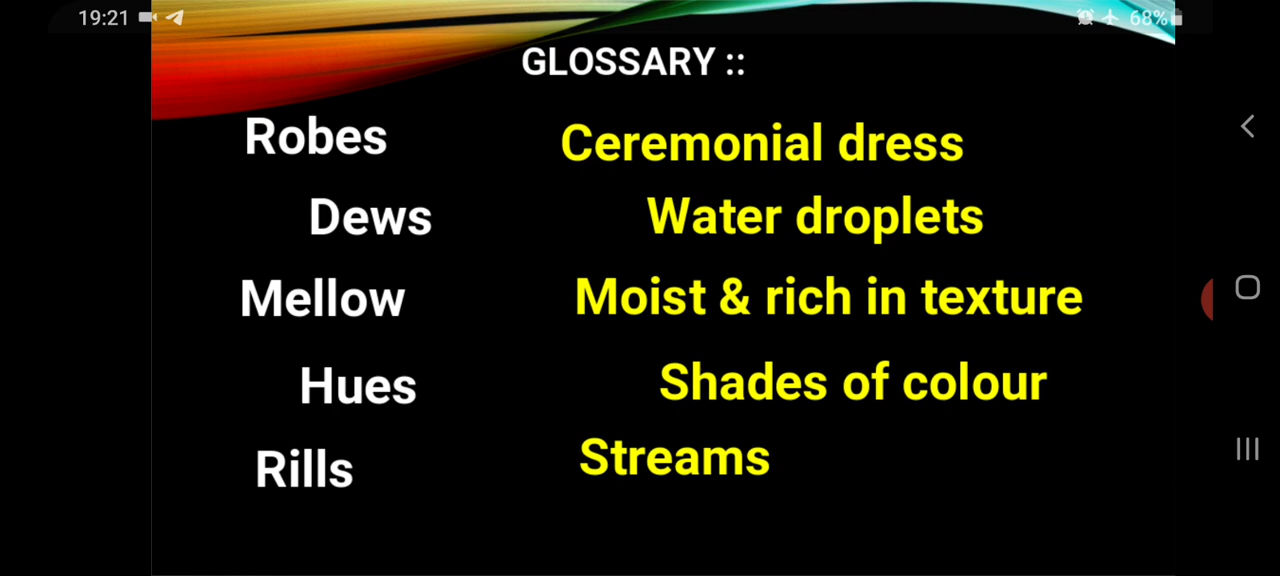 19:21 68%
GLOSSARY ::
Robes Ceremonial dress
Dews Water droplets
Mellow Moist & rich in texture
Hues Shades of colour
Rills Streams